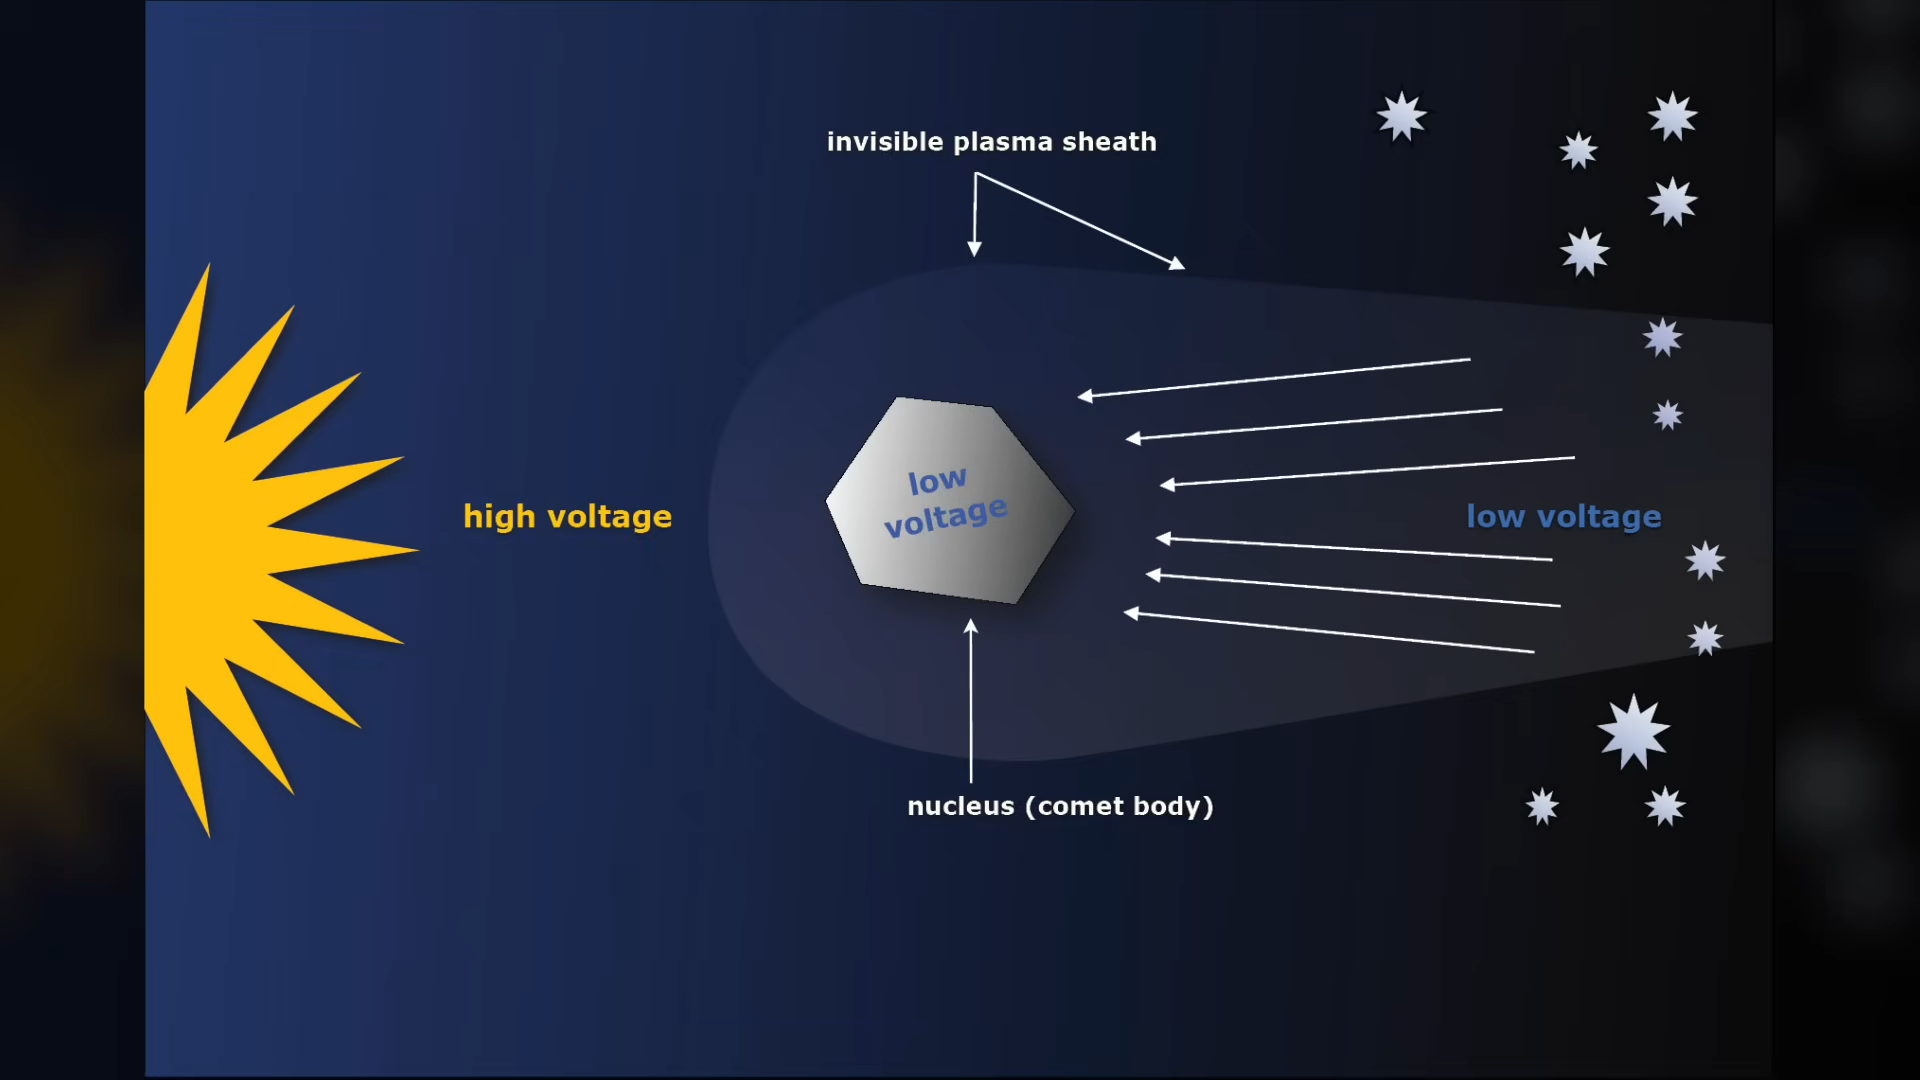 invisible plasma sheath
high voltage
low
voltage
low voltage
nucleus (comet body)